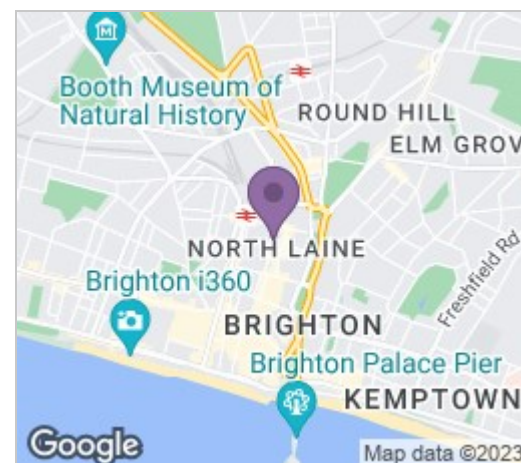 M
Booth Museum of
Natural History
ROUND HILL
ELM GROV
NORTH LAINE
Freshfield Rd
Brighton i360
BRIGHTON
Brighton Palace Pier
KEMPTOWN
Google
Map data ©2023